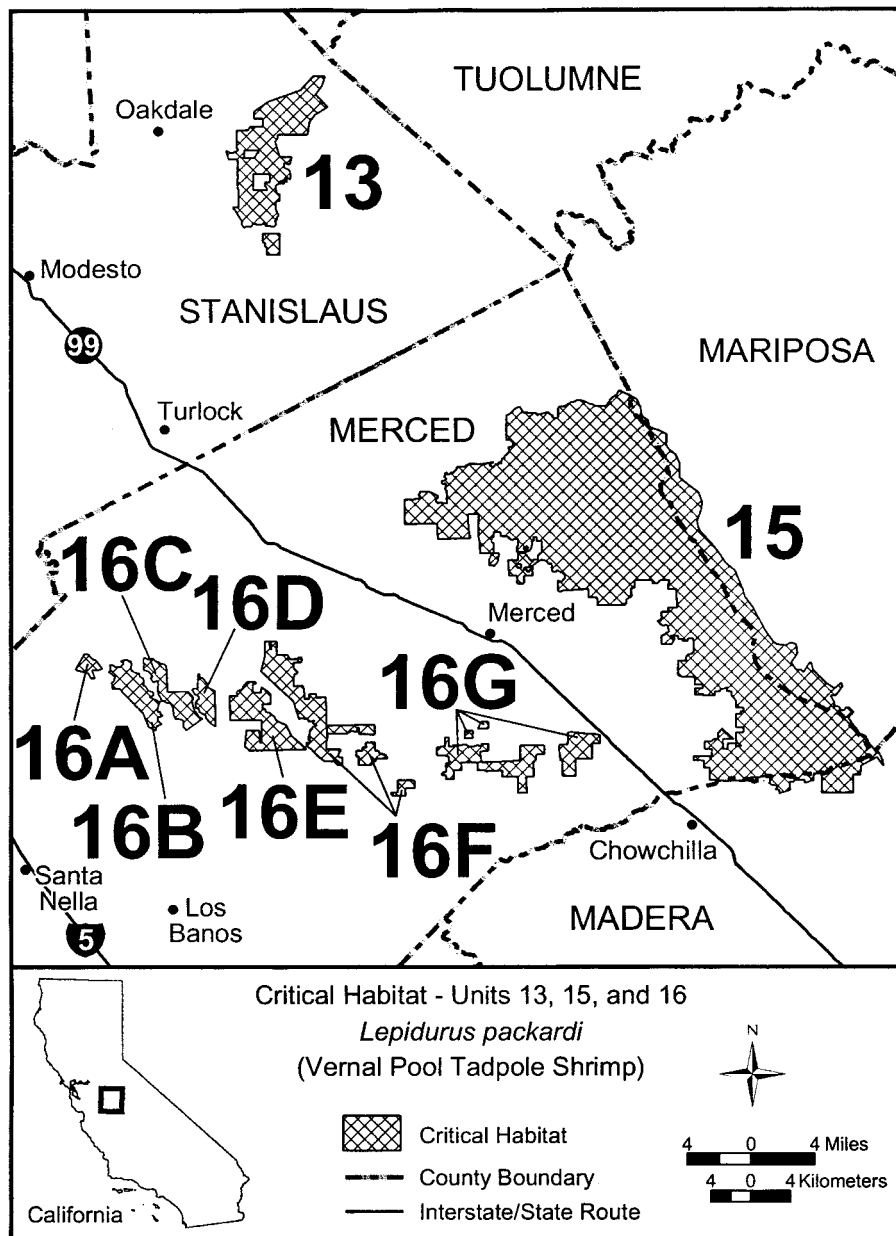 TUOLUMNE
Oakdale
13
Modesto
STANISLAUS
99
MARIPOSA
Turlock
MERCED
15
16C
16D
Merced
16G
16A
16B
16E
16F
Chowchilla
Santa
Nella
Los
Banos
5
MADERA
Critical Habitat - Units 13, 15, and 16
Lepidurus packardi
(Vernal Pool Tadpole Shrimp)
N
Critical Habitat
County Boundary
Interstate/State Route
4 0 4 Miles
4 0 4 Kilometers
California